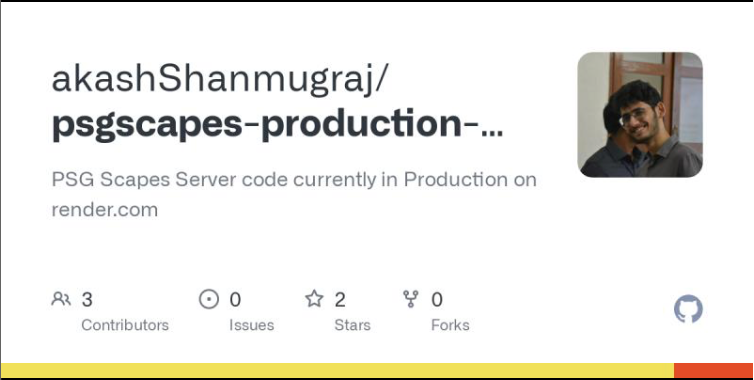 akashShanmugraj/
psgscapes-production-...
PSG Scapes Server code currently in Production on
render.com
3
Contributors
0
Issues
2
Stars
0
Forks